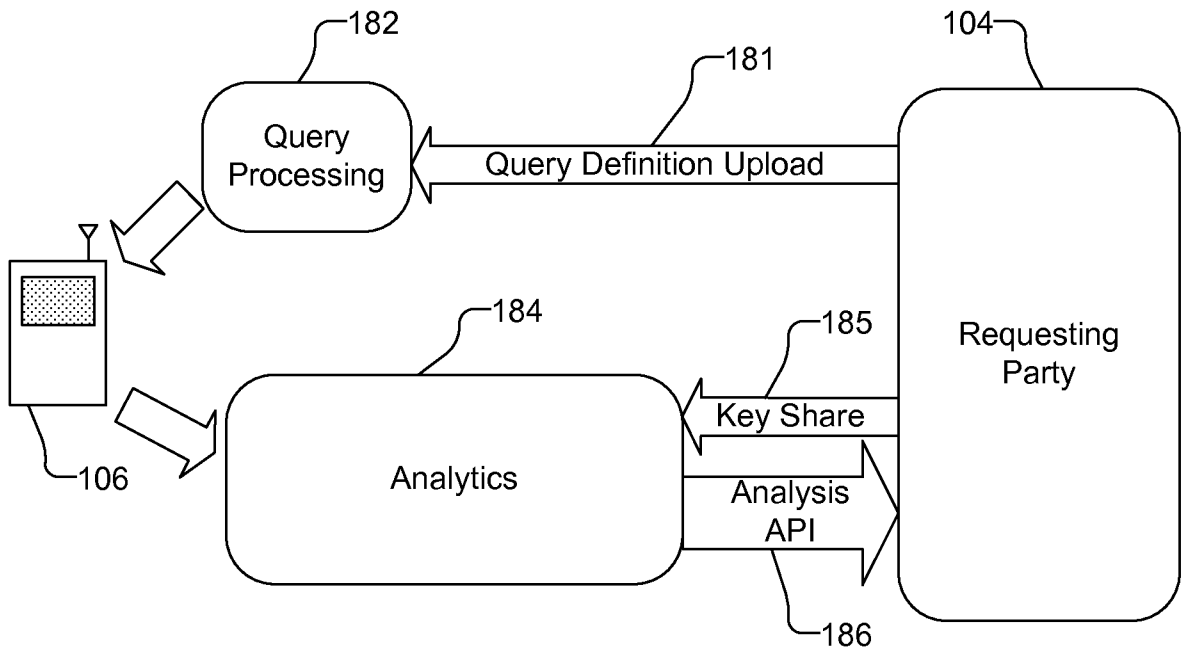 182
104
181
Query
Processing
Query Definition Upload
184
185
Requesting
Party
Key Share
106
Analytics
Analysis
API
186